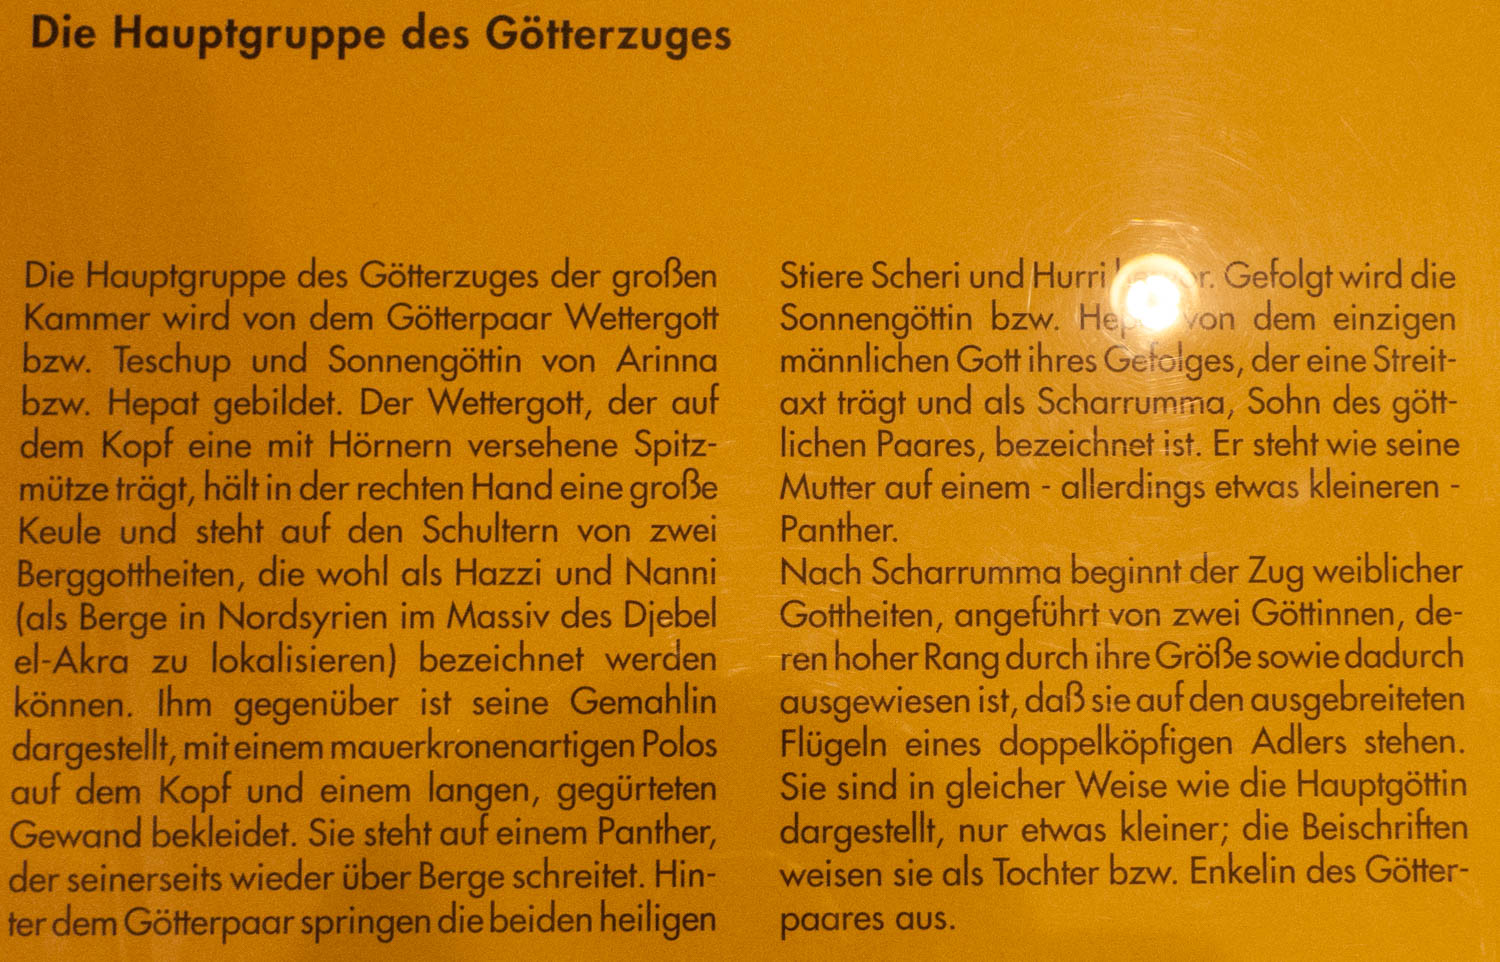 Die Hauptgruppe des Götterzuges
Die Hauptgruppe des Götterzuges der großen
Kammer wird von dem Götterpaar Wettergott
bzw. Teschup und Sonnengöttin von Arinna
bzw. Hepat gebildet. Der Wettergott, der auf
dem Kopf eine mit Hörnern versehene Spitz-
mütze trägt, hält in der rechten Hand eine große
Keule und steht auf den Schultern von zwei
Berggottheiten, die wohl als Hazzi und Nanni
(als Berge in Nordsyrien im Massiv des Djebel
el-Akra zu lokalisieren) bezeichnet werden
können. Ihm gegenüber ist seine Gemahlin
dargestellt, mit einem mauerkronenartigen Polos
auf dem Kopf und einem langen, gegürteten
Gewand bekleidet. Sie steht auf einem Panther,
der seinerseits wieder über Berge schreitet. Hin-
ter dem Götterpaar springen die beiden heiligen
Stiere Scheri und Hurri Gefolgt wird die
Sonnengöttin bzw. von dem einzigen
männlichen Gott ihres Gefolges, der eine Streit-
axt trägt und als Scharrumma, Sohn des gött-
lichen Paares, bezeichnet ist. Er steht wie seine
Mutter auf einem - allerdings etwas kleineren -
Panther.
Nach Scharrumma beginnt der Zug weiblicher
Gottheiten, angeführt von zwei Göttinnen, de-
ren hoher Rang durch ihre Größe sowie dadurch
ausgewiesen ist, daß sie auf den ausgebreiteten
Flügeln eines doppelköpfigen Adlers stehen.
Sie sind in gleicher Weise wie die Hauptgöttin
dargestellt, nur etwas kleiner; die Beischriften
weisen sie als Tochter bzw. Enkelin des Götter-
paares aus.